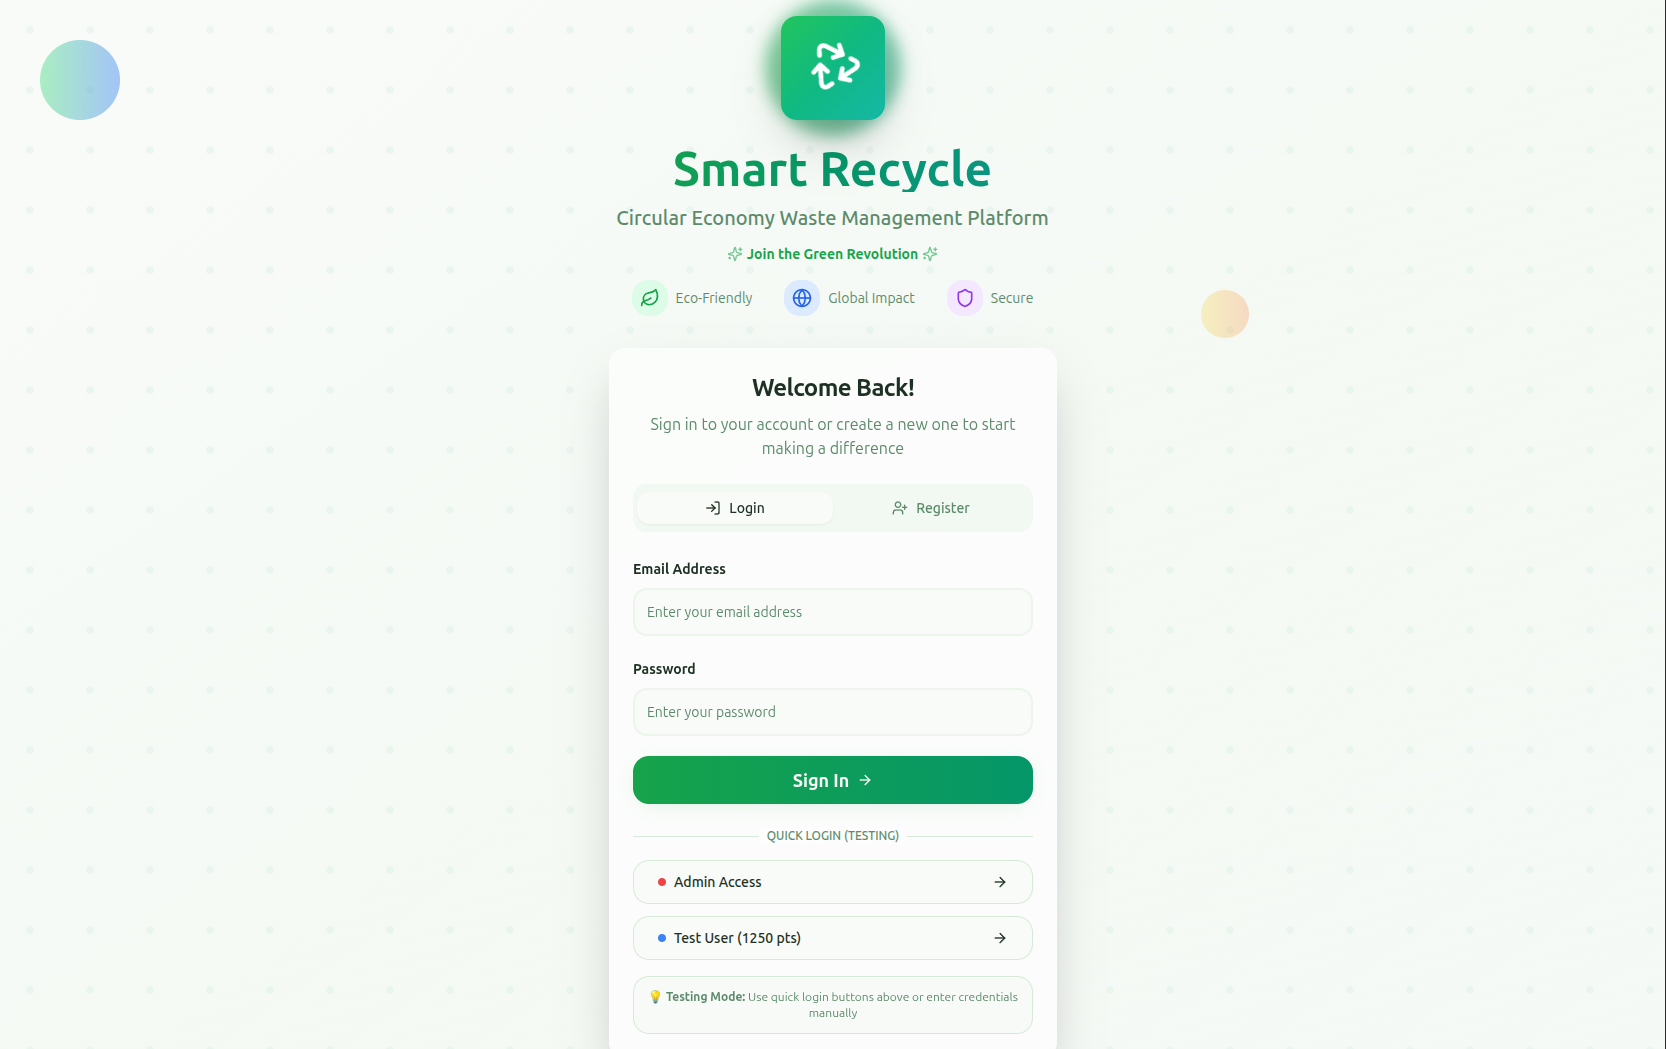 Smart Recycle
Circular Economy Waste Management Platform
Join the Green Revolution
Eco-Friendly
Global Impact
Secure
Welcome Back!
Sign in to your account or create a new one to start
making a difference
Login
Register
Email Address
Enter your email address
Password
Enter your password
Sign In
QUICK LOGIN (TESTING)
Admin Access
Test User (1250 pts)
💡 Testing Mode: Use quick login buttons above or enter credentials
manually